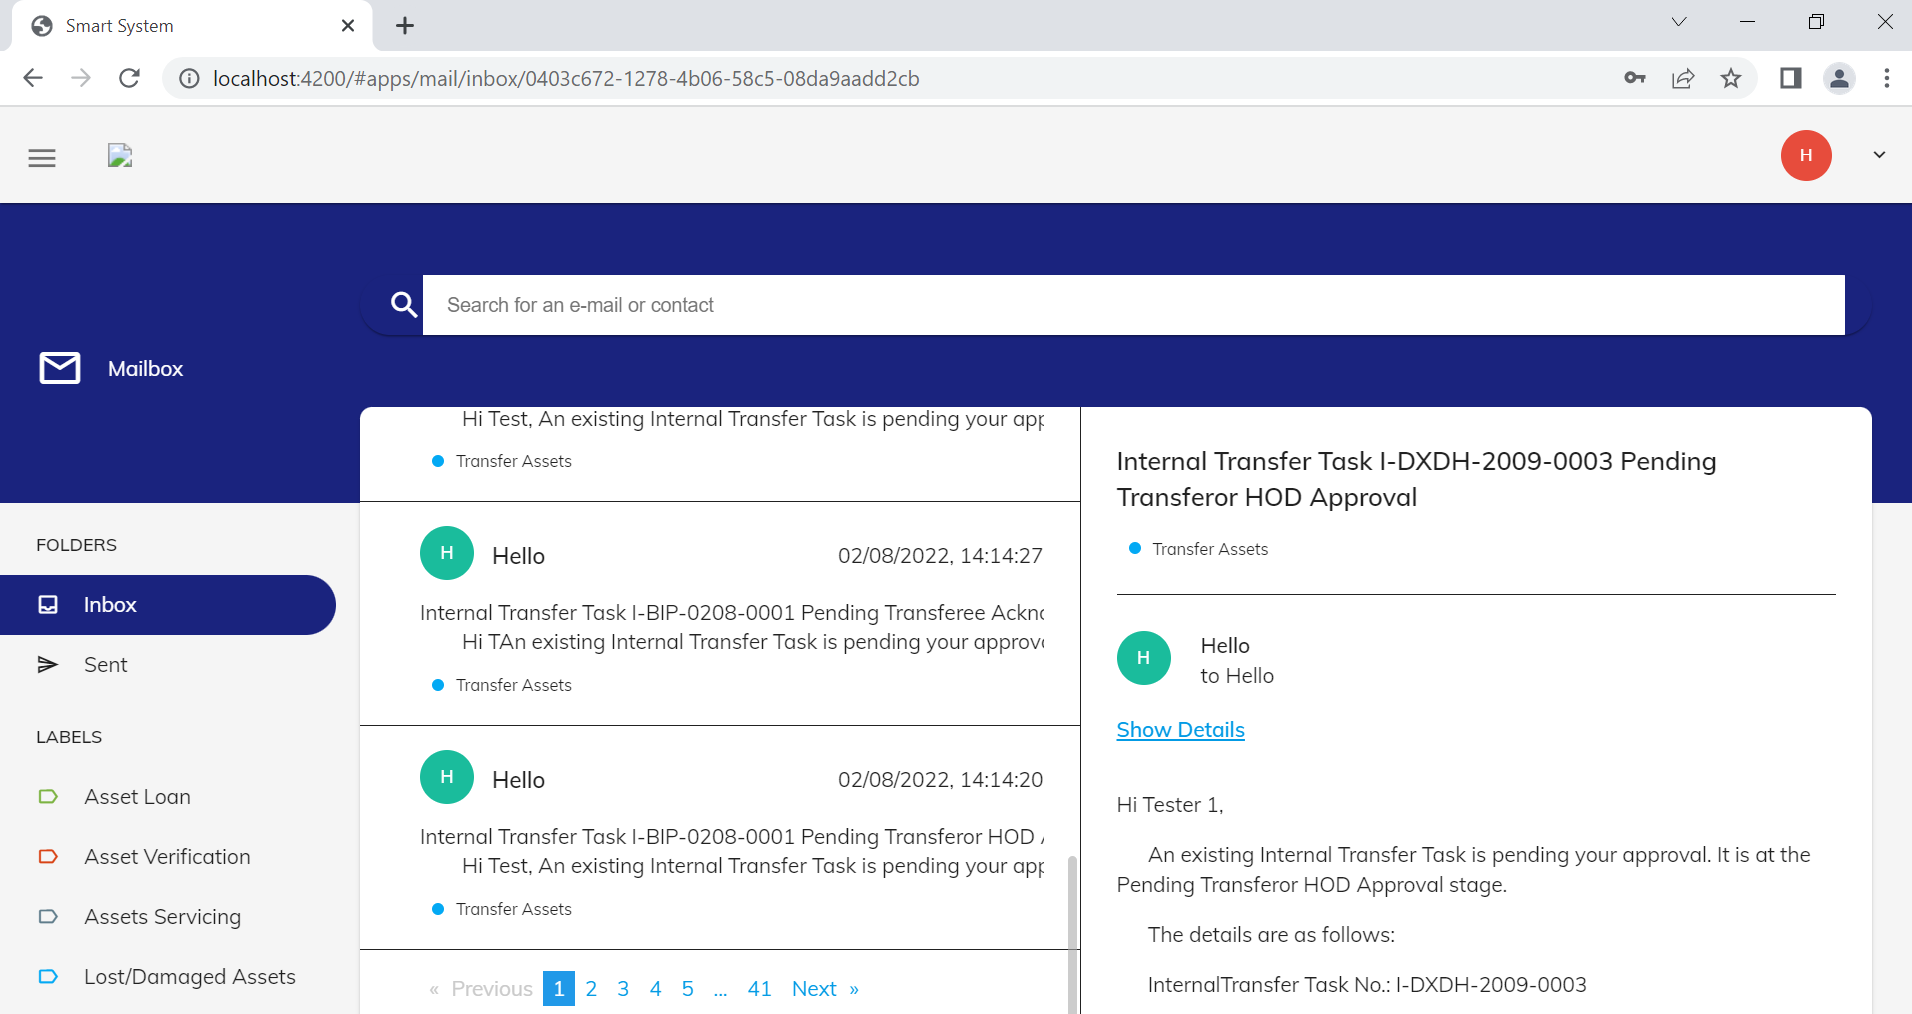 Smart System
localhost:4200/#apps/mail/inbox/0403c672-1278-4b06-58c5-08da9aadd2cb
H
Search for an e-mail or contact
Mailbox
FOLDERS
Inbox
Sent
LABELS
Asset Loan
Asset Verification
Assets Servicing
Lost/Damaged Assets
Hi Test, An existing Internal Transfer Task is pending your app
Transfer Assets
H
Hello
02/08/2022, 14:14:27
Internal Transfer Task I-BIP-0208-0001 Pending Transferee Ackno
Hi TAn existing Internal Transfer Task is pending your approv
Transfer Assets
H
Hello
02/08/2022, 14:14:20
Internal Transfer Task I-BIP-0208-0001 Pending Transferor HOD A
Hi Test, An existing Internal Transfer Task is pending your app
Transfer Assets
« Previous 1 2 3 4 5 ... 41 Next »
Internal Transfer Task I-DXDH-2009-0003 Pending
Transferor HOD Approval
Transfer Assets
H
Hello
to Hello
Show Details
Hi Tester 1,
An existing Internal Transfer Task is pending your approval. It is at the
Pending Transferor HOD Approval stage.
The details are as follows:
InternalTransfer Task No.: I-DXDH-2009-0003